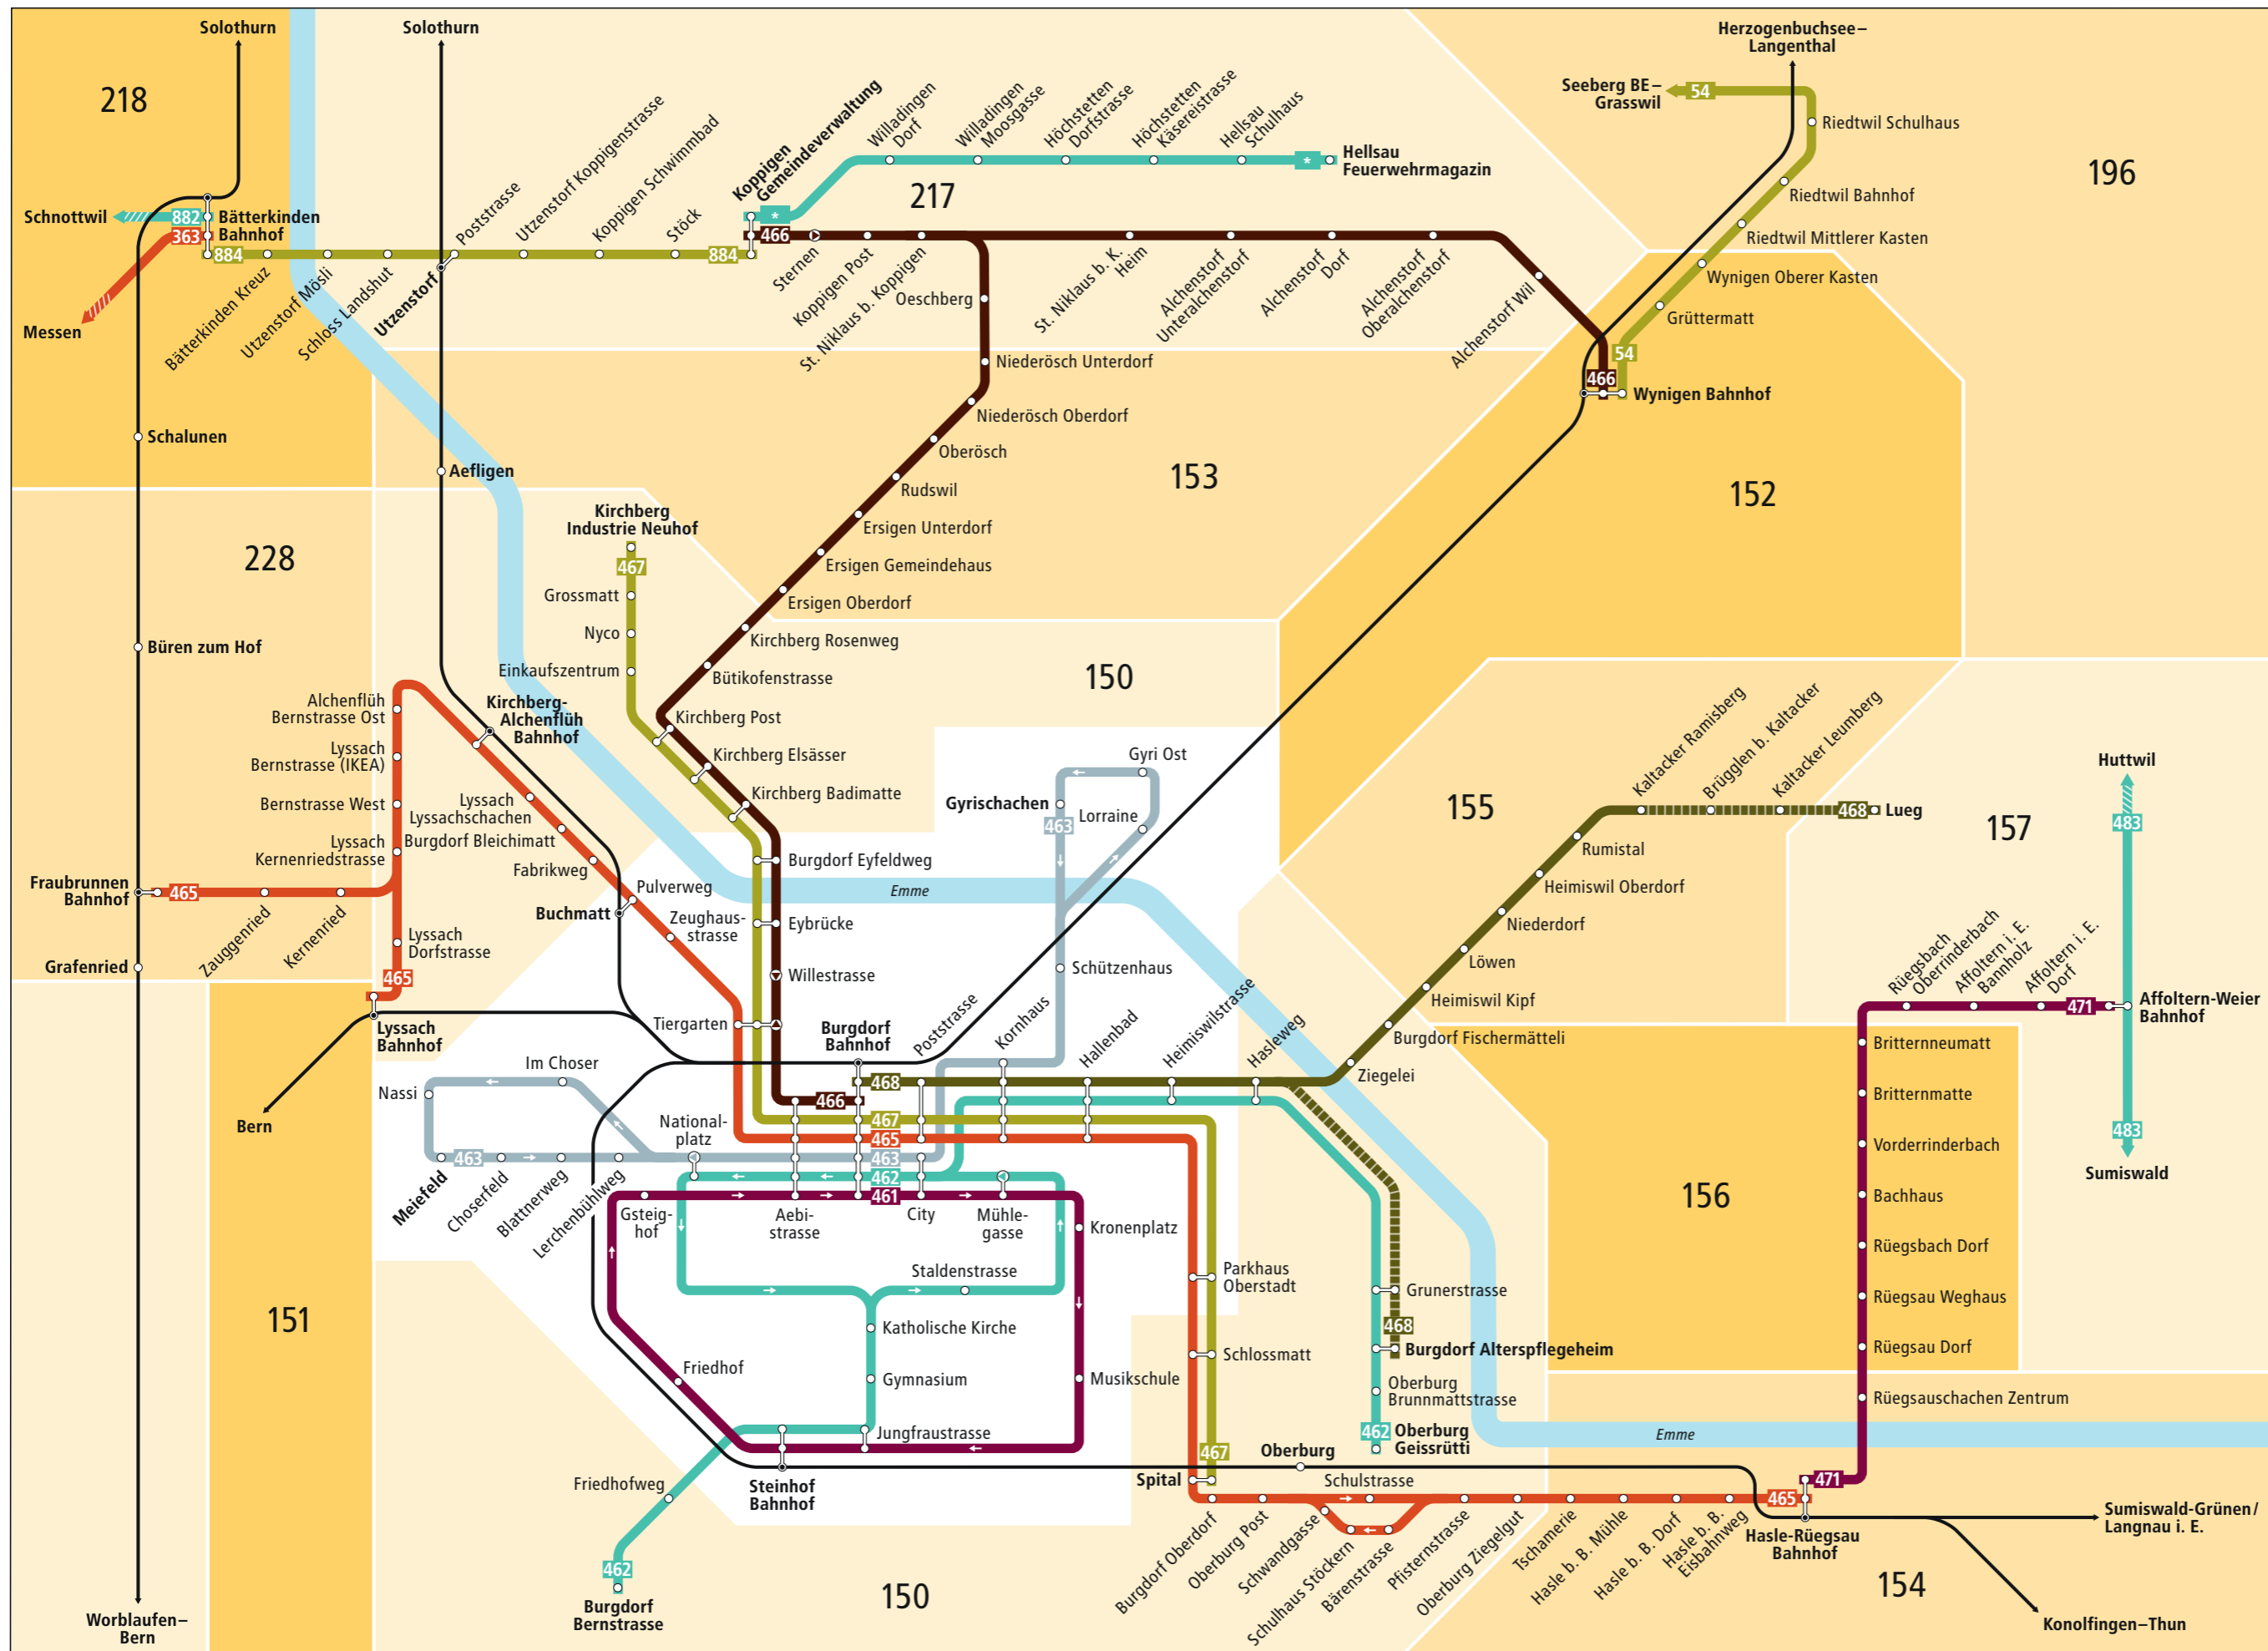 Solothurn
Solothurn
Herzogenbuchsee–
Langenthal
218
Seeberg BE–
Grasswil
54
Riedtwil Schulhaus
196
Riedtwil Bahnhof
Riedtwil Mittlerer Kasten
Wynigen Oberer Kasten
Grüttermatt
54
466
Wynigen Bahnhof
Schnottwil
882
Bätterkinden
Bahnhof
363
884
Messen
Bätterkinden Kreuz
Utzenstorf Mösli
Schloss Landshut
Utzenstorf
Poststrasse
Utzenstorf Koppigenstrasse
Koppigen Schwimmbad
Stöck
884
Koppigen
Gemeindeverwaltung
*
466
Willadingen
Dorf
Willadingen
Moosgasse
Höchstetten
Dorfstrasse
Höchstetten
Käsereistrasse
Hellsau
Schulhaus
*
Hellsau
Feuerwehrmagazin
217
Sternen
Koppigen Post
St. Niklaus b. Koppigen
St. Niklaus b. K.
Heim
Alchenstorf
Unteralchenstorf
Alchenstorf
Dorf
Alchenstorf
Oberalchenstorf
Alchenstorf Wil
Oeschberg
Niederösch Unterdorf
Niederösch Oberdorf
Oberösch
Rudswil
Ersigen Unterdorf
Ersigen Gemeindehaus
Ersigen Oberdorf
Kirchberg Rosenweg
Bütikofenstrasse
153
152
Schalunen
Aefligen
228
Kirchberg
Industrie Neuhof
467
Grossmatt
Nyco
Einkaufszentrum
Kirchberg Post
Kirchberg Elsässer
Kirchberg Badimatte
Büren zum Hof
150
Alchenflüh
Bernstrasse Ost
Lyssach
Bernstrasse (IKEA)
Bernstrasse West
Lyssach
Kernenriedstrasse
Kirchberg-
Alchenflüh
Bahnhof
Lyssach
Lyssachschachen
Burgdorf Bleichimatt
Fabrikweg
Pulverweg
Buchmatt
Zeughaus-
strasse
Fraubrunnen
Bahnhof
465
Zauggenried
Kernenried
Lyssach
Dorfstrasse
465
Lyssach
Bahnhof
Grafenried
Bern
151
Worblaufen–
Bern
Burgdorf Eyfeldweg
Eybrücke
Willestrasse
Tiergarten
Emme
Gyrischachen
463
Gyri Ost
Lorraine
Schützenhaus
155
Kaltacker Ramisberg
Brügglen b. Kaltacker
Kaltacker Leumberg
468
Lueg
Rumistal
Heimiswil Oberdorf
Niederdorf
Löwen
Heimiswil Kipf
Burgdorf Fischermätteli
Ziegelei
157
Huttwil
483
483
Sumiswald
Rüegsbach
Oberrinderbach
Affoltern i. E.
Bannholz
Affoltern i. E.
Dorf
471
Affoltern-Weier
Bahnhof
Britternneumatt
Britternmatte
Vorderrinderbach
Bachhaus
Rüegsbach Dorf
Rüegsau Weghaus
Rüegsau Dorf
Rüegsauschachen Zentrum
156
Burgdorf
Bahnhof
Poststrasse
Kornhaus
Hallenbad
Heimiswilstrasse
Hasleweg
468
466
467
465
463
462
461
Im Choser
Nassi
Meiefeld
463
Choserfeld
Blattnerweg
Lerchenbühlweg
National-
platz
Gsteig-
hof
Aebi-
strasse
City
Mühle-
gasse
Kronenplatz
Staldenstrasse
Katholische Kirche
Gymnasium
Jungfraustrasse
Musikschule
Friedhof
Steinhof
Bahnhof
Friedhofweg
462
Burgdorf
Bernstrasse
150
Parkhaus
Oberstadt
Schlossmatt
467
Spital
Grunerstrasse
468
Burgdorf Alterspflegeheim
Oberburg
Brunnmattstrasse
462
Oberburg
Geissrütti
Oberburg
Schulstrasse
Emme
Burgdorf Oberdorf
Oberburg Post
Schwandgasse
Schulhaus Stöckern
Bärenstrasse
Pfisternstrasse
Oberburg Ziegelgut
Tschamerie
Hasle b. B. Mühle
Hasle b. B. Dorf
Hasle b. B.
Eisbahnweg
465
471
Hasle-Rüegsau
Bahnhof
154
Sumiswald-Grünen/
Langnau i. E.
Konolfingen–Thun